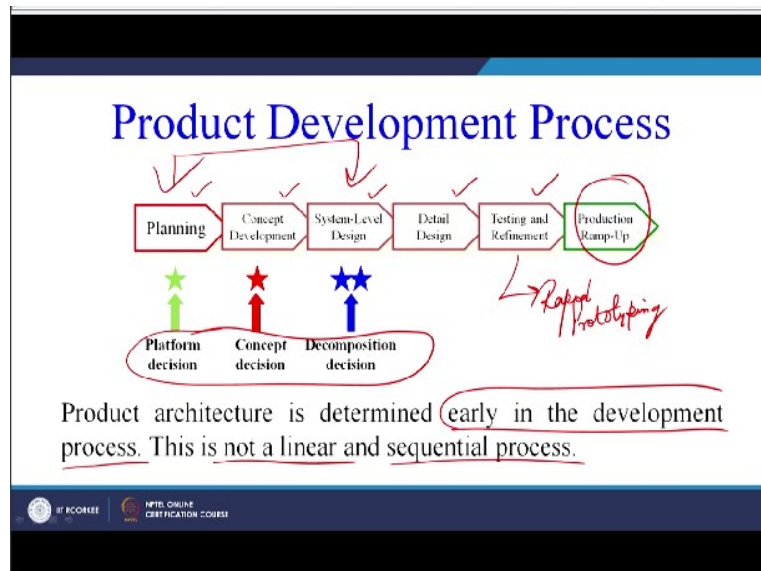 Product Development Process
Planning
Concept
Development
System-Level
Design
Detail
Design
Testing and
Refinement
Production
Ramp-Up
Rapid
Prototyping
Platform
decision
Concept
decision
Decomposition
decision
Product architecture is determined early in the development
process. This is not a linear and sequential process.
IIT ROORKEE
NPTEL ONLINE
CERTIFICATION COURSE